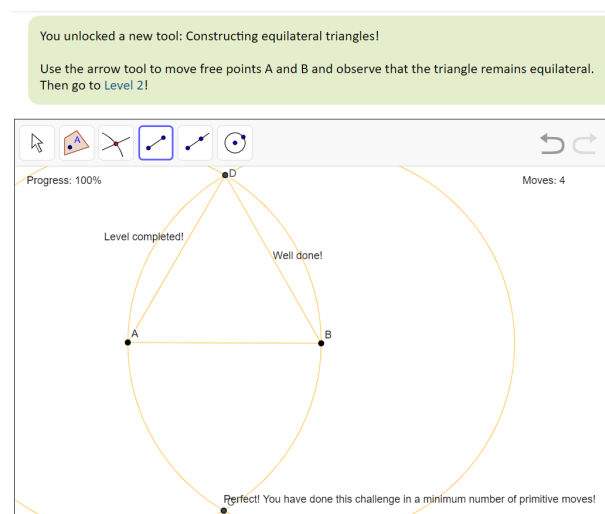 You unlocked a new tool: Constructing equilateral triangles!
Use the arrow tool to move free points A and B and observe that the triangle remains equilateral.
Then go to Level 2!
A
Progress: 100%
D
Moves: 4
Level completed!
Well done!
A
B
C
Perfect! You have done this challenge in a minimum number of primitive moves!